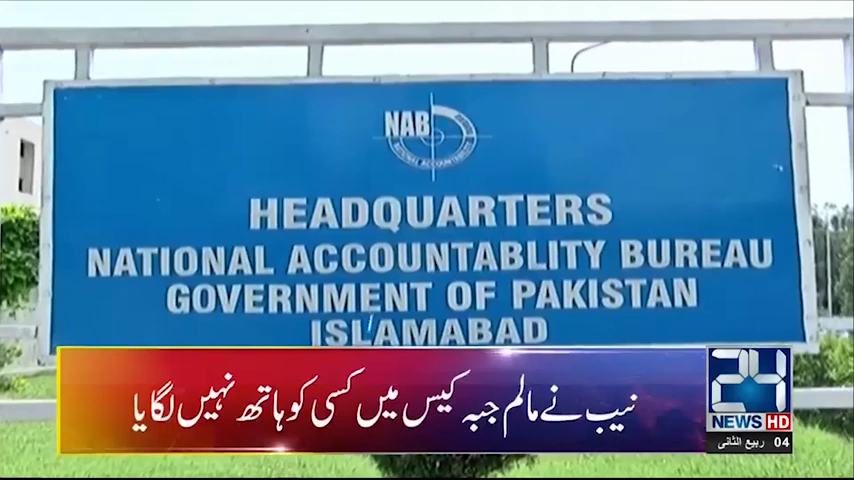 NAB
HEADQUARTERS
NATIONAL ACCOUNTABLITY BUREAU
GOVERNMENT OF PAKISTAN
ISLAMABAD
نیب نے مالم جبہ کیس میں کسی کو ہاتھ نہیں لگایا
24
NEWS HD
04 ربیع الثانی